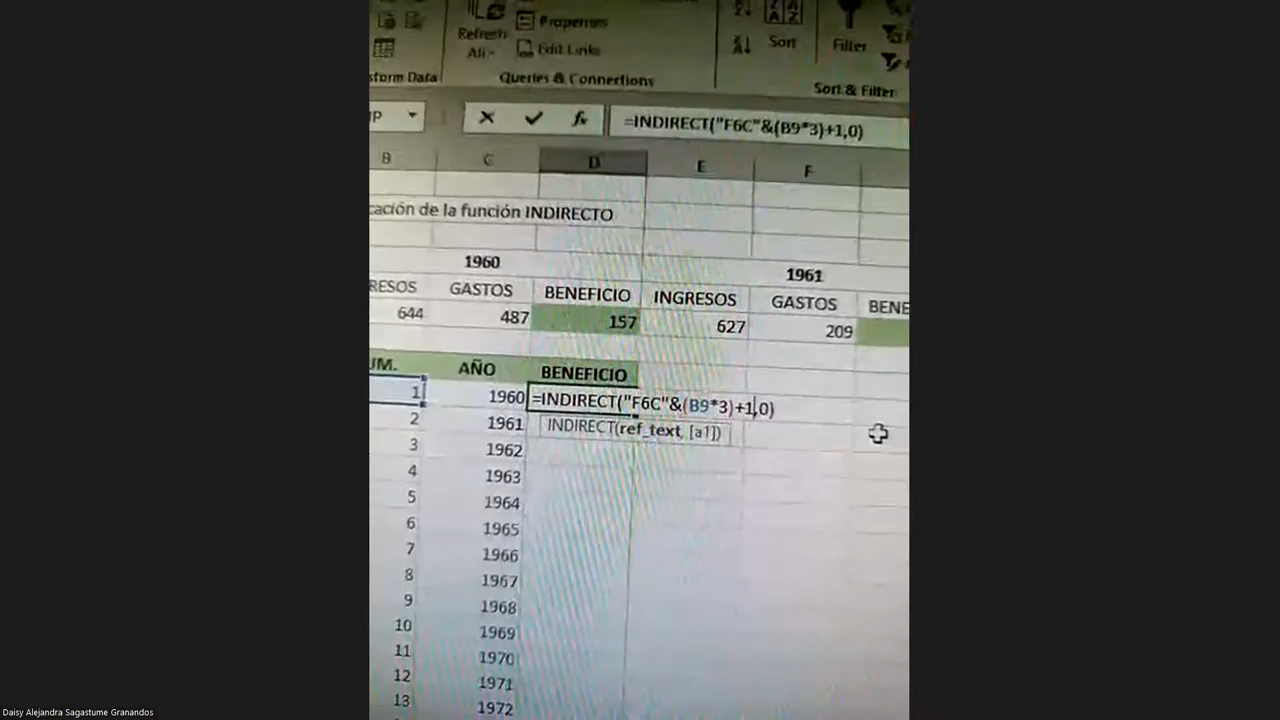 Refresh
All
Properties
Edit Links
Sort
Filter
sform Data
Queries & Connections
Sort & Filter
=INDIRECT("F6C"&(B9*3)+1,0)
B C D E F
cación de la función INDIRECTO
1960 1961
RESOS GASTOS BENEFICIO INGRESOS GASTOS BENE
644 487 157 627 209
UM. AÑO BENEFICIO
1 1960 =INDIRECT("F6C"&(B9*3)+1,0)
2 1961 INDIRECT(ref_text, [a1])
3 1962
4 1963
5 1964
6 1965
7 1966
8 1967
9 1968
10 1969
11 1970
12 1971
13 1972
Daisy Alejandra Sagastume Granandos